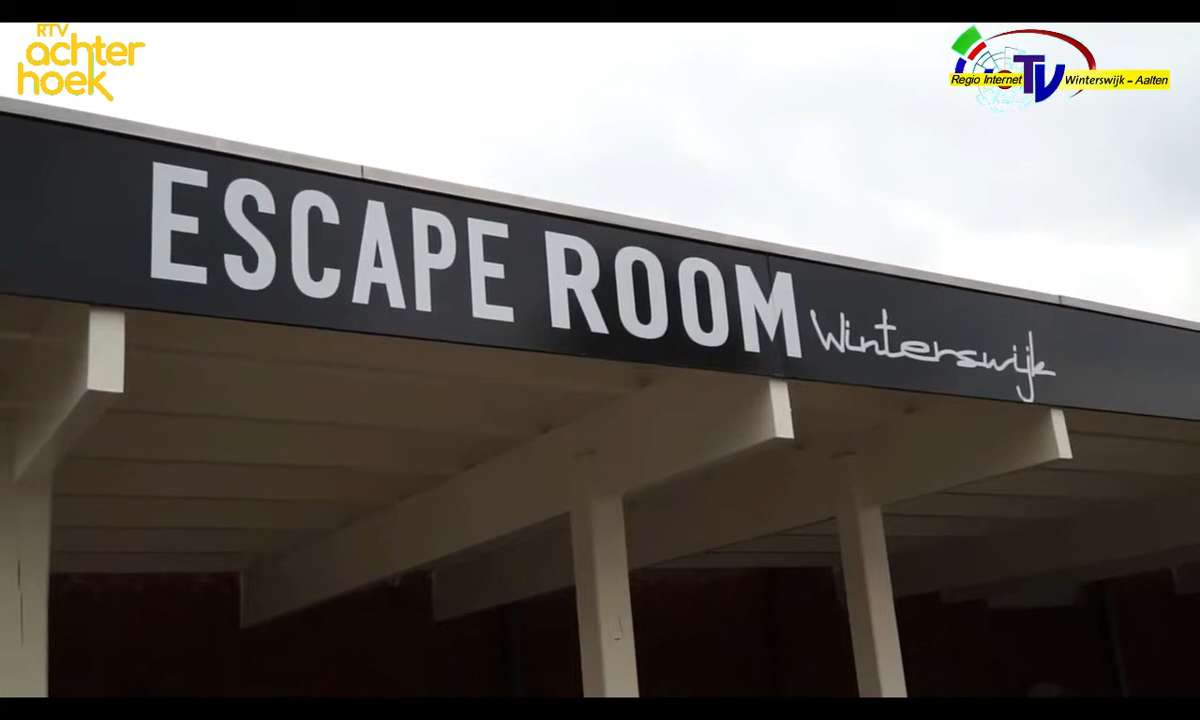 RTV
achter
hoek
Regio Internet TV Winterswijk - Aalten
ESCAPE ROOM Winterswijk